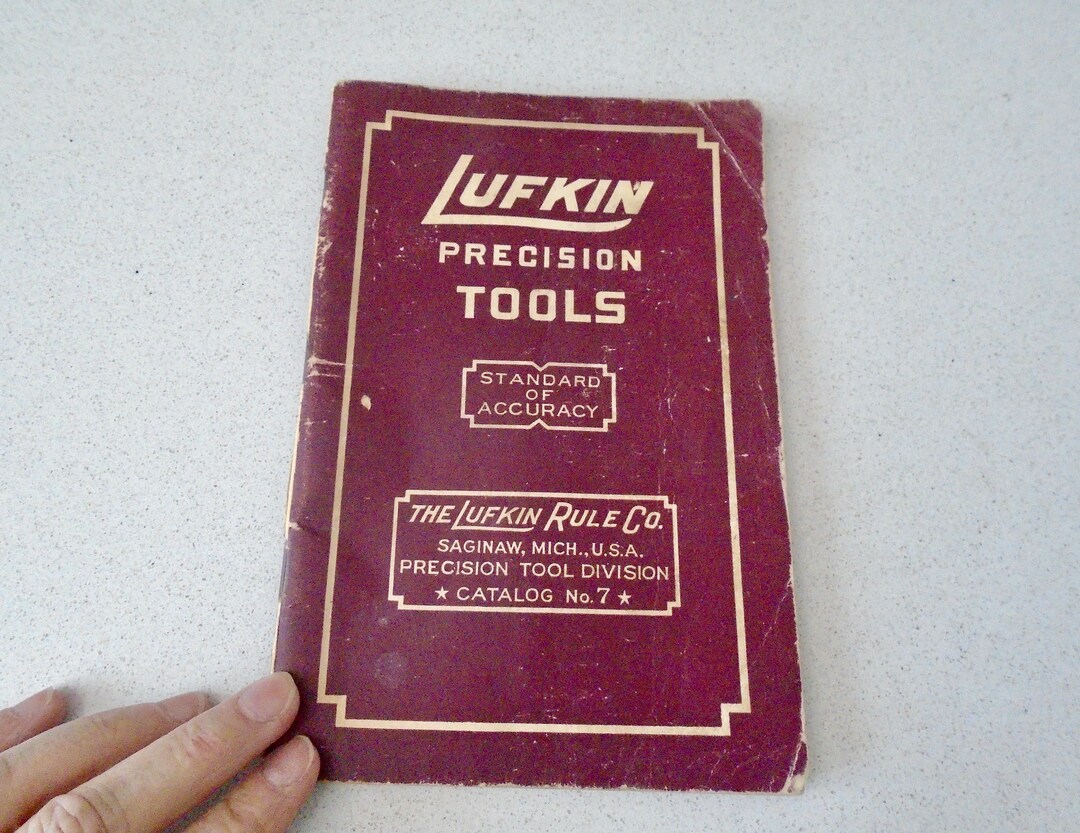 LUFKIN
PRECISION
TOOLS
STANDARD
OF
ACCURACY
THE LUFKIN RULE CO.
SAGINAW, MICH., U.S.A.
PRECISION TOOL DIVISION
★ CATALOG No. 7 ★